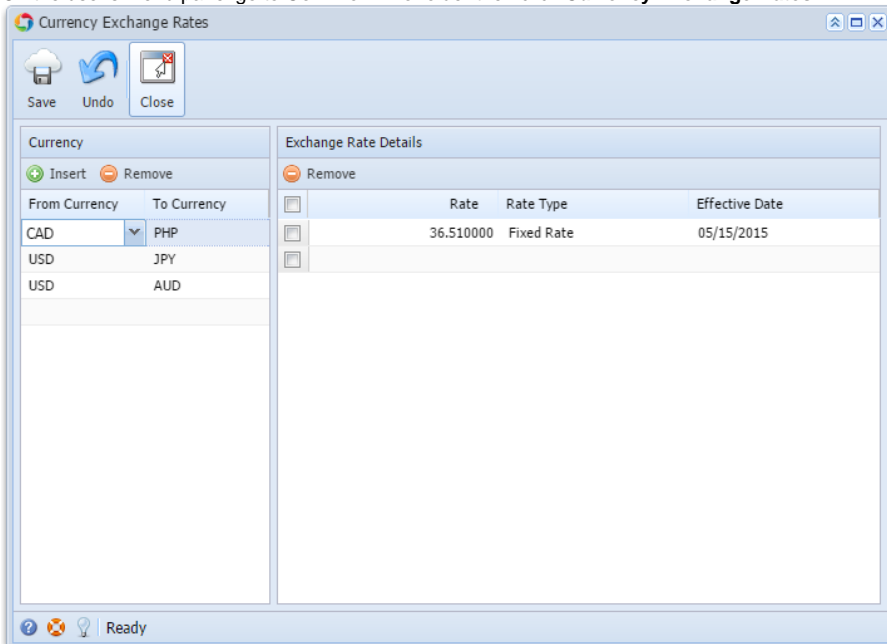 Currency Exchange Rates
Save Undo Close
Currency
Exchange Rate Details
Insert Remove
Remove
From Currency To Currency
Rate Rate Type Effective Date
CAD PHP
36.510000 Fixed Rate 05/15/2015
USD JPY
USD AUD
Ready